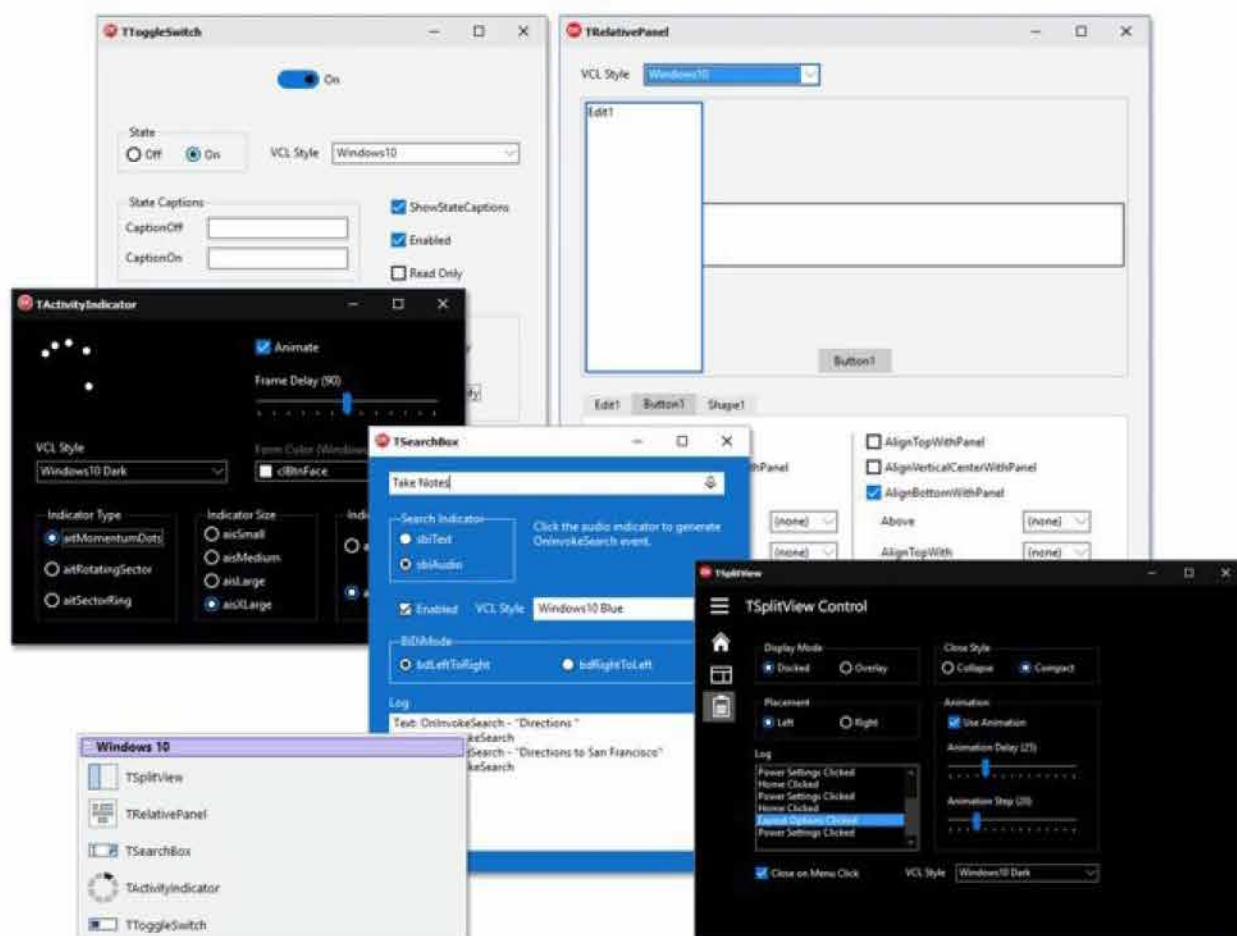 TToggleSwitch
On
State
Off
On
VCL Style
Windows10
State Captions
CaptionOff
CaptionOn
ShowStateCaptions
Enabled
Read Only
TRelativePanel
VCL Style
Windows10
Edit1
Button1
Edit1
Button1
Shape1
AlignTopWithPanel
AlignVerticalCenterWithPanel
AlignBottomWithPanel
(none)
Above
(none)
(none)
AlignTopWith
(none)
TActivityIndicator
Animate
Frame Delay (90)
VCL Style
Windows10 Dark
Form Color (Windows
clBtnFace
Indicator Type
aitMomentumDots
aitRotatingSector
aitSectorRing
Indicator Size
aisSmall
aisMedium
aisLarge
aisXLarge
TSearchBox
Take Notes
Search Indicator
sbiText
sbiAudio
Click the audio indicator to generate
OnInvokeSearch event.
Enabled
VCL Style
Windows10 Blue
BiDiMode
bdLeftToRight
bdRightToLeft
Log
Text: OnInvokeSearch - "Directions "
keSearch
keSearch - "Directions to San Francisco"
keSearch
TSplitView
TSplitView Control
Display Mode
Docked
Overlay
Close Style
Collapse
Compact
Placement
Left
Right
Animation
Use Animation
Animation Delay (25)
Animation Step (20)
Log
Power Settings Clicked
Home Clicked
Power Settings Clicked
Home Clicked
Layout Options Clicked
Power Settings Clicked
Close on Menu Click
VCL Style
Windows10 Dark
Windows 10
TSplitView
TRelativePanel
TSearchBox
TActivityIndicator
TToggleSwitch